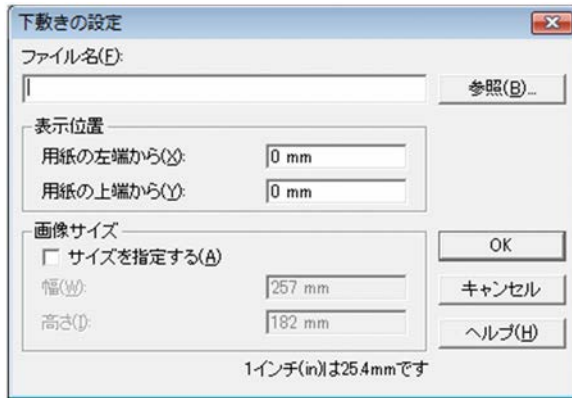 下敷きの設定
ファイル名(F):
参照(B)...
表示位置
用紙の左端から(X): 0 mm
用紙の上端から(Y): 0 mm
画像サイズ
サイズを指定する(A)
幅(W): 257 mm
高さ(I): 182 mm
OK
キャンセル
ヘルプ(H)
1インチ(in)は25.4mmです